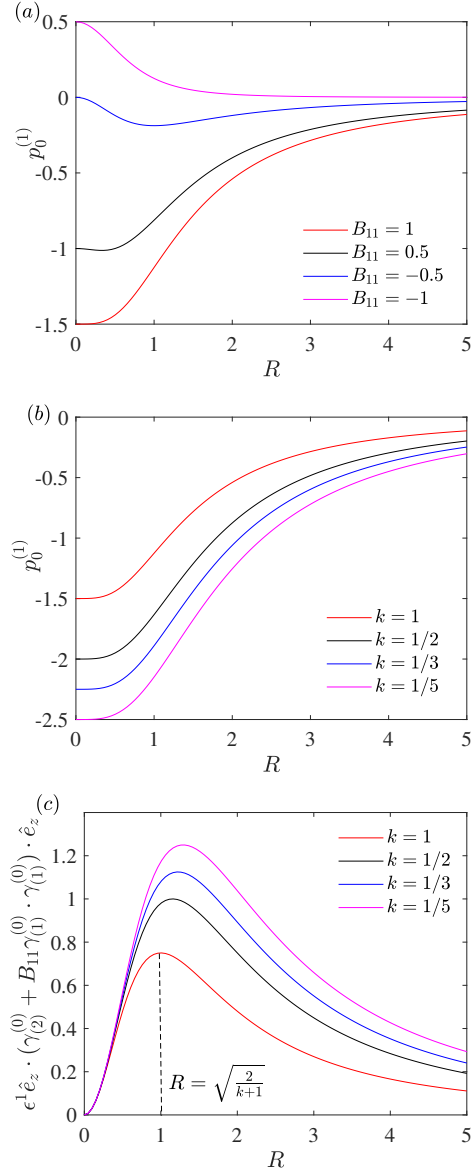 (a)
0.5
0
-0.5
-1
-1.5
p_0^{(1)}
B_{11} = 1
B_{11} = 0.5
B_{11} = −0.5
B_{11} = −1
0 1 2 3 4 5
R
(b)
0
-0.5
-1
-1.5
-2
-2.5
p_0^{(1)}
k = 1
k = 1/2
k = 1/3
k = 1/5
0 1 2 3 4 5
R
(c)
1.2
1
0.8
0.6
0.4
0.2
0
ϵ^1 ê_z · (γ_{(2)}^{(0)} + B_{11} γ_{(1)}^{(0)} · γ_{(1)}^{(0)}) · ê_z
k = 1
k = 1/2
k = 1/3
k = 1/5
R = \sqrt{\frac{2}{k+1}}
0 1 2 3 4 5
R